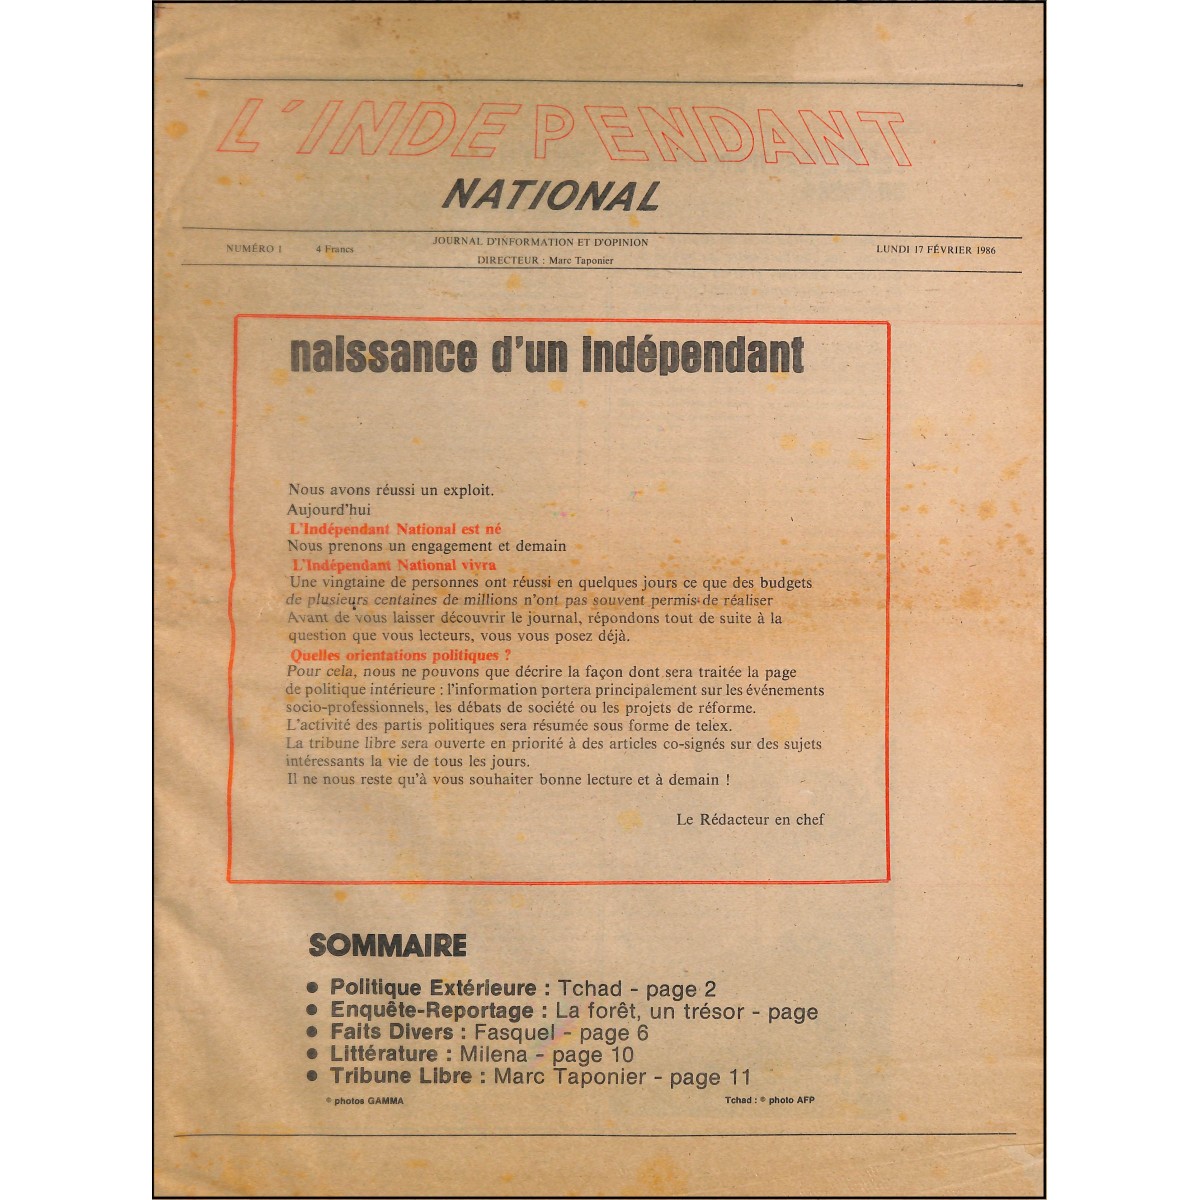 L'INDEPENDANT
NATIONAL
NUMÉRO 1 4 Francs
JOURNAL D'INFORMATION ET D'OPINION
DIRECTEUR : Marc Taponier
LUNDI 17 FÉVRIER 1986
naissance d'un indépendant
Nous avons réussi un exploit.
Aujourd'hui
L'Indépendant National est né
Nous prenons un engagement et demain
L'Indépendant National vivra
Une vingtaine de personnes ont réussi en quelques jours ce que des budgets
de plusieurs centaines de millions n'ont pas souvent permis de réaliser
Avant de vous laisser découvrir le journal, répondons tout de suite à la
question que vous lecteurs, vous vous posez déjà.
Quelles orientations politiques ?
Pour cela, nous ne pouvons que décrire la façon dont sera traitée la page
de politique intérieure : l'information portera principalement sur les événements
socio-professionnels, les débats de société ou les projets de réforme.
L'activité des partis politiques sera résumée sous forme de telex.
La tribune libre sera ouverte en priorité à des articles co-signés sur des sujets
intéressants la vie de tous les jours.
Il ne nous reste qu'à vous souhaiter bonne lecture et à demain !
Le Rédacteur en chef
SOMMAIRE
• Politique Extérieure : Tchad - page 2
• Enquête-Reportage : La forêt, un trésor - page
• Faits Divers : Fasquel - page 6
• Littérature : Milena - page 10
• Tribune Libre : Marc Taponier - page 11
© photos GAMMA
Tchad : © photo AFP